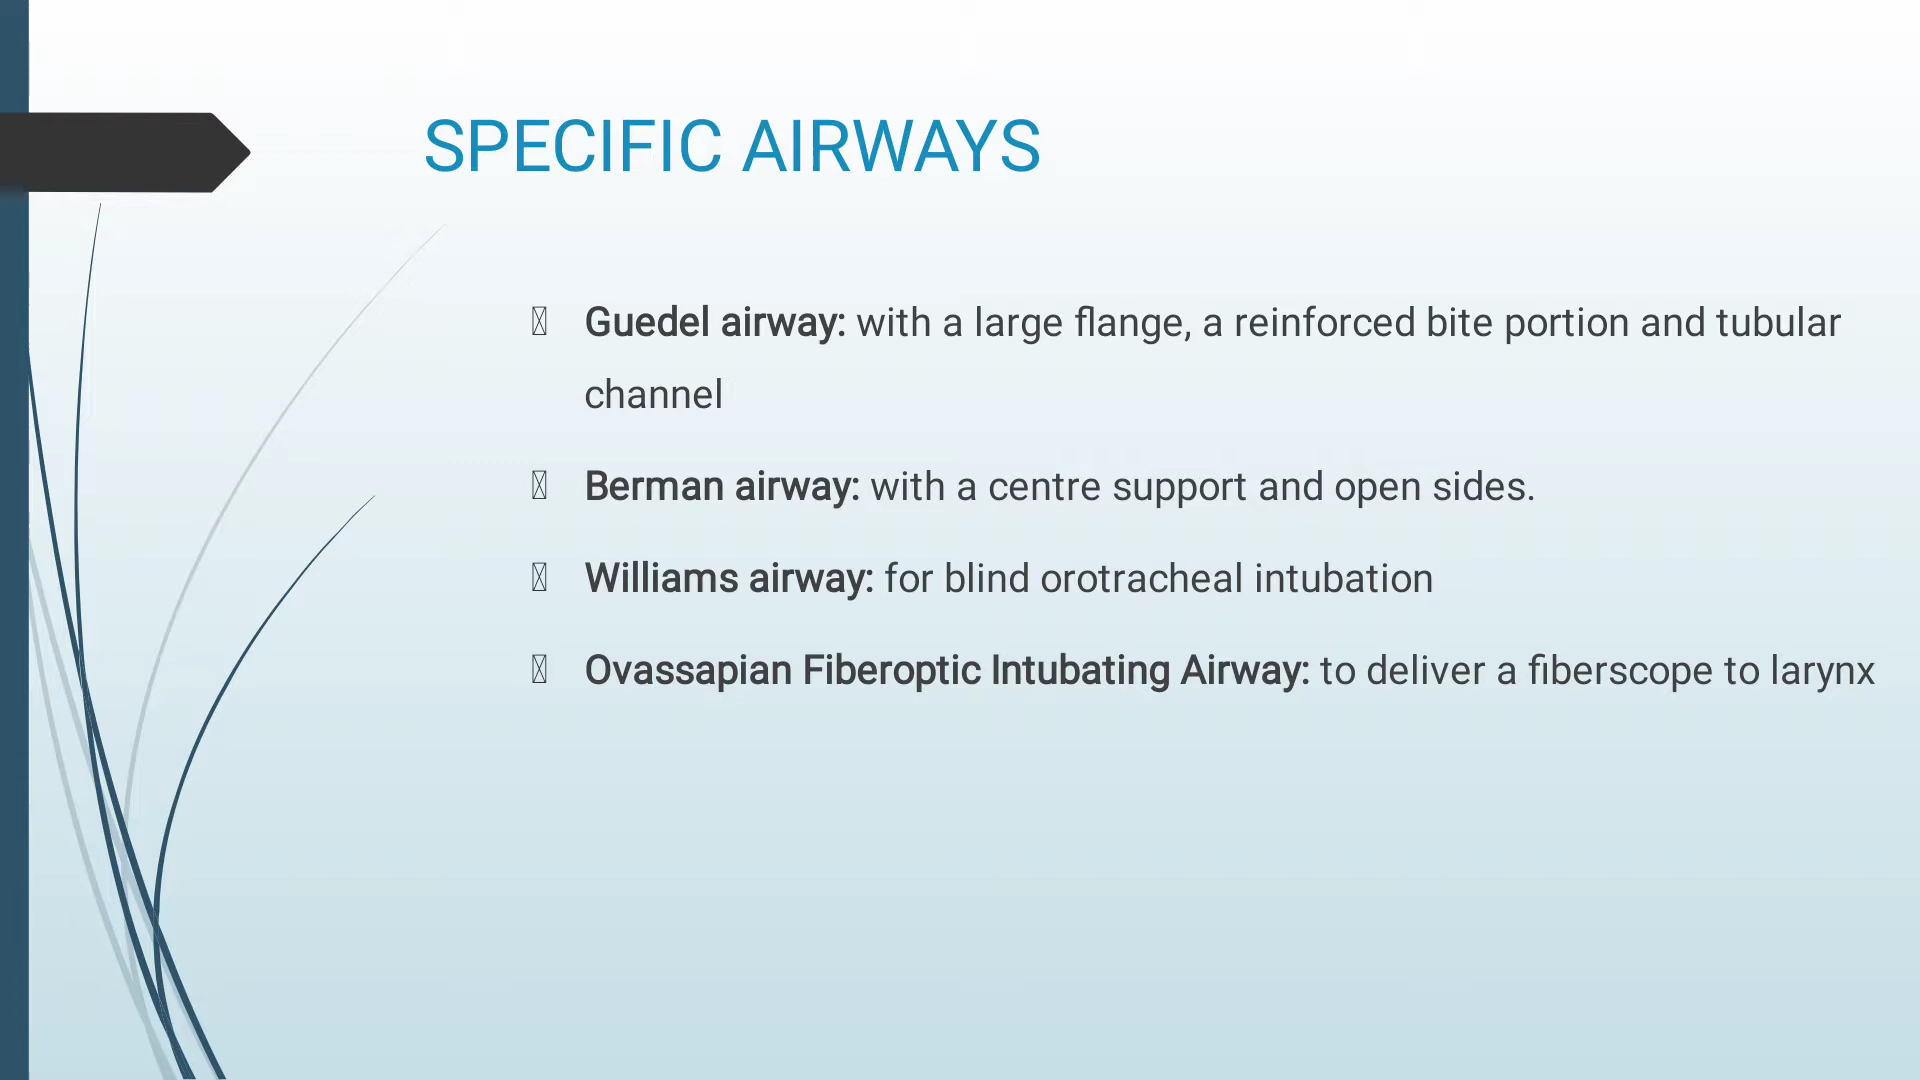 SPECIFIC AIRWAYS
Guedel airway: with a large flange, a reinforced bite portion and tubular
channel
Berman airway: with a centre support and open sides.
Williams airway: for blind orotracheal intubation
Ovassapian Fiberoptic Intubating Airway: to deliver a fiberscope to larynx